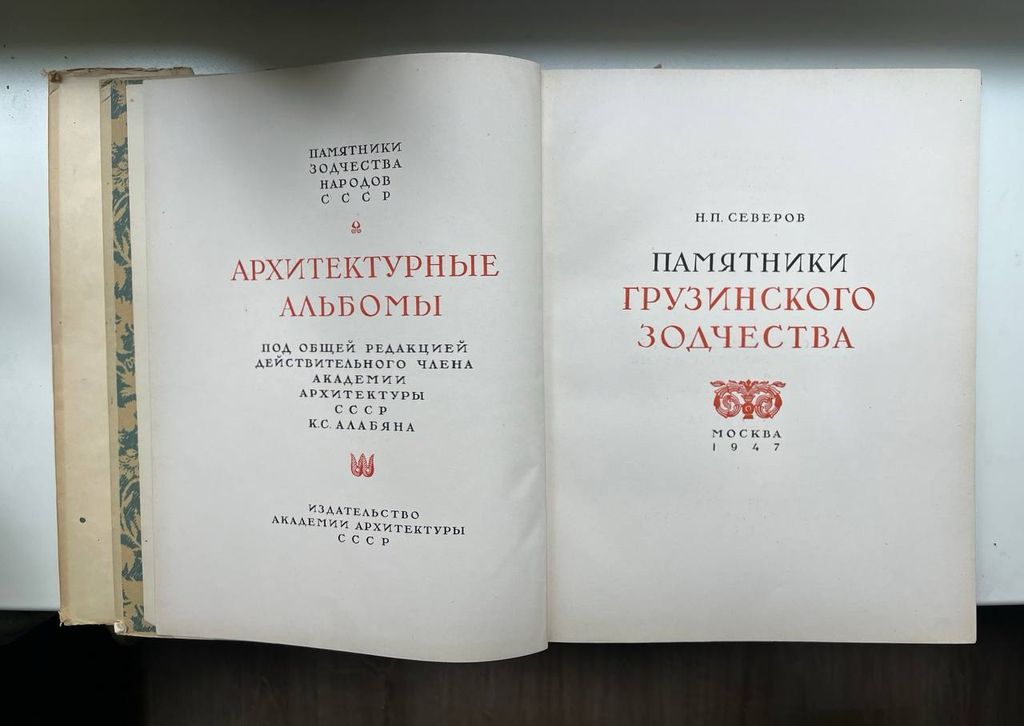 ПАМЯТНИКИ
ЗОДЧЕСТВА
НАРОДОВ
СССР
АРХИТЕКТУРНЫЕ
АЛЬБОМЫ
ПОД ОБЩЕЙ РЕДАКЦИЕЙ
ДЕЙСТВИТЕЛЬНОГО ЧЛЕНА
АКАДЕМИИ
АРХИТЕКТУРЫ
СССР
К.С. АЛАБЯНА
ИЗДАТЕЛЬСТВО
АКАДЕМИИ АРХИТЕКТУРЫ
СССР
Н.П. СЕВЕРОВ
ПАМЯТНИКИ
ГРУЗИНСКОГО
ЗОДЧЕСТВА
МОСКВА
1947